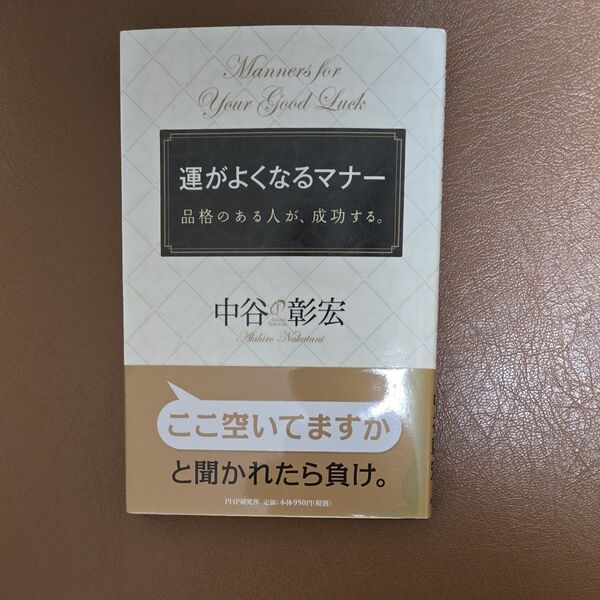 Manners for
Your Good Luck
運がよくなるマナー
品格のある人が、成功する。
中谷彰宏
Akihiro Nakatani
ここ空いてますか
と聞かれたら負け。
PHP研究所 定価:本体950円(税別)